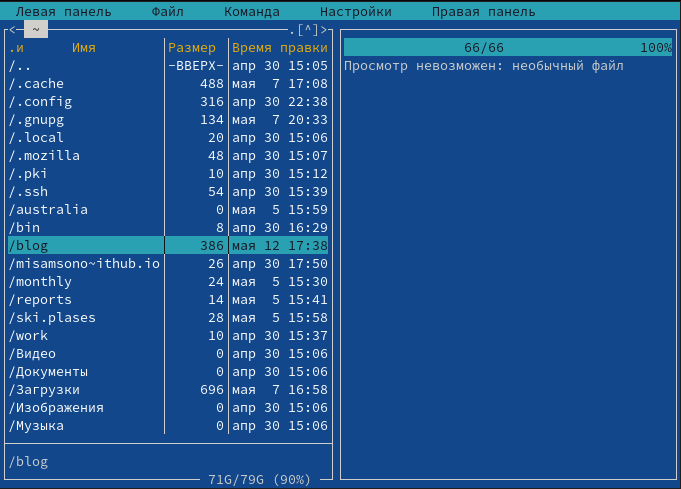 Левая панель Файл Команда Настройки Правая панель
<- ~ .[^]>
.и Имя Размер Время правки
/.. -ВВЕРХ- апр 30 15:05
/.cache 488 мая 7 17:08
/.config 316 апр 30 22:38
/.gnupg 134 мая 7 20:33
/.local 20 апр 30 15:06
/.mozilla 48 апр 30 15:07
/.pki 10 апр 30 15:12
/.ssh 54 апр 30 15:39
/australia 0 мая 5 15:59
/bin 8 апр 30 16:29
/blog 386 мая 12 17:38
/misamsono~ithub.io 26 апр 30 17:50
/monthly 24 мая 5 15:30
/reports 14 мая 5 15:41
/ski.plases 28 мая 5 15:58
/work 10 апр 30 15:37
/Видео 0 апр 30 15:06
/Документы 0 апр 30 15:06
/Загрузки 696 мая 7 16:58
/Изображения 0 апр 30 15:06
/Музыка 0 апр 30 15:06
/blog
71G/79G (90%)
66/66 100%
Просмотр невозможен: необычный файл